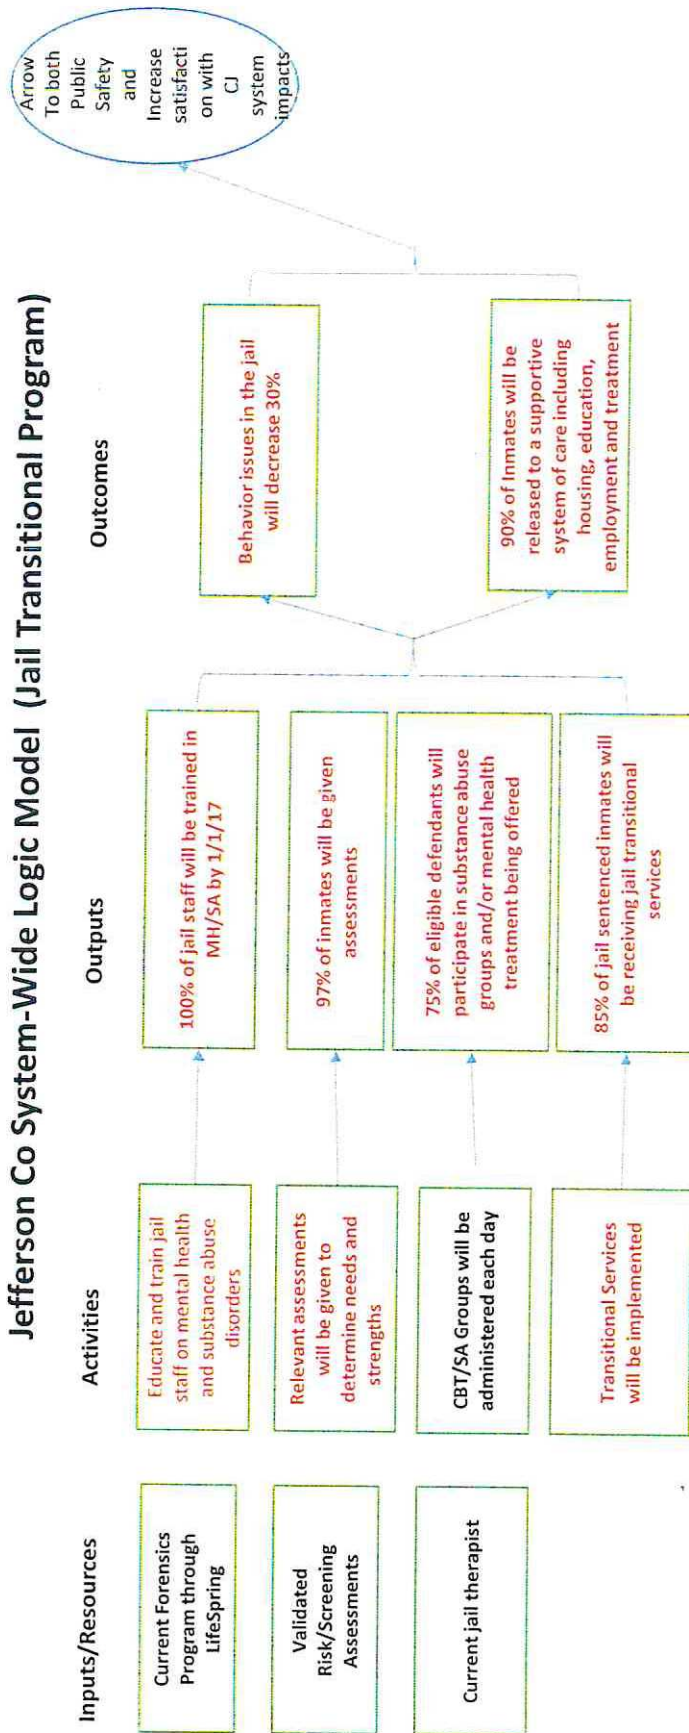 Jefferson Co System-Wide Logic Model (Jail Transitional Program)
Inputs/Resources
Activities
Outputs
Outcomes
Current Forensics
Program through
LifeSpring
Validated
Risk/Screening
Assessments
Current jail therapist
Educate and train jail
staff on mental health
and substance abuse
disorders
Relevant assessments
will be given to
determine needs and
strengths
CBT/SA Groups will be
administered each day
Transitional Services
will be implemented
100% of jail staff will be trained in
MH/SA by 1/1/17
97% of inmates will be given
assessments
75% of eligible defendants will
participate in substance abuse
groups and/or mental health
treatment being offered
85% of jail sentenced inmates will
be receiving jail transitional
services
Behavior issues in the jail
will decrease 30%
90% of Inmates will be
released to a supportive
system of care including
housing, education,
employment and treatment
Arrow
To both
Public
Safety
and
Increase
satisfacti
on with
CJ
system
impacts